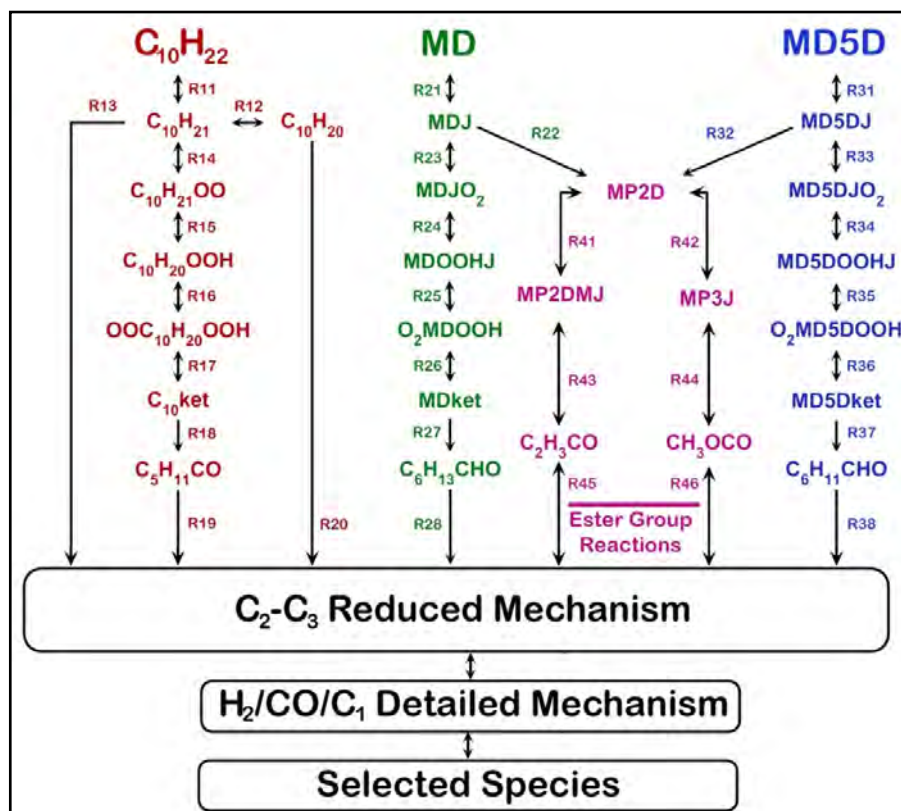 C₁₀H₂₂ MD MD5D
R11 R21 R31
R13 R12 R22 R32
C₁₀H₂₁ C₁₀H₂₀ MDJ MD5DJ
R14 R23 R33
C₁₀H₂₁OO MDJO₂ MP2D MD5DJO₂
R15 R24 R41 R42 R34
C₁₀H₂₀OOH MDOOHJ MD5DOOHJ
R16 R25 MP2DMJ MP3J R35
OOC₁₀H₂₀OOH O₂MDOOH O₂MD5DOOH
R17 R26 R43 R44 R36
C₁₀ket MDket MD5Dket
R18 R27 R37
C₂H₃CO CH₃OCO
C₅H₁₁CO C₆H₁₃CHO C₆H₁₁CHO
R45 R46
R19 R20 R28 Ester Group R38
Reactions
C₂-C₃ Reduced Mechanism
H₂/CO/C₁ Detailed Mechanism
Selected Species